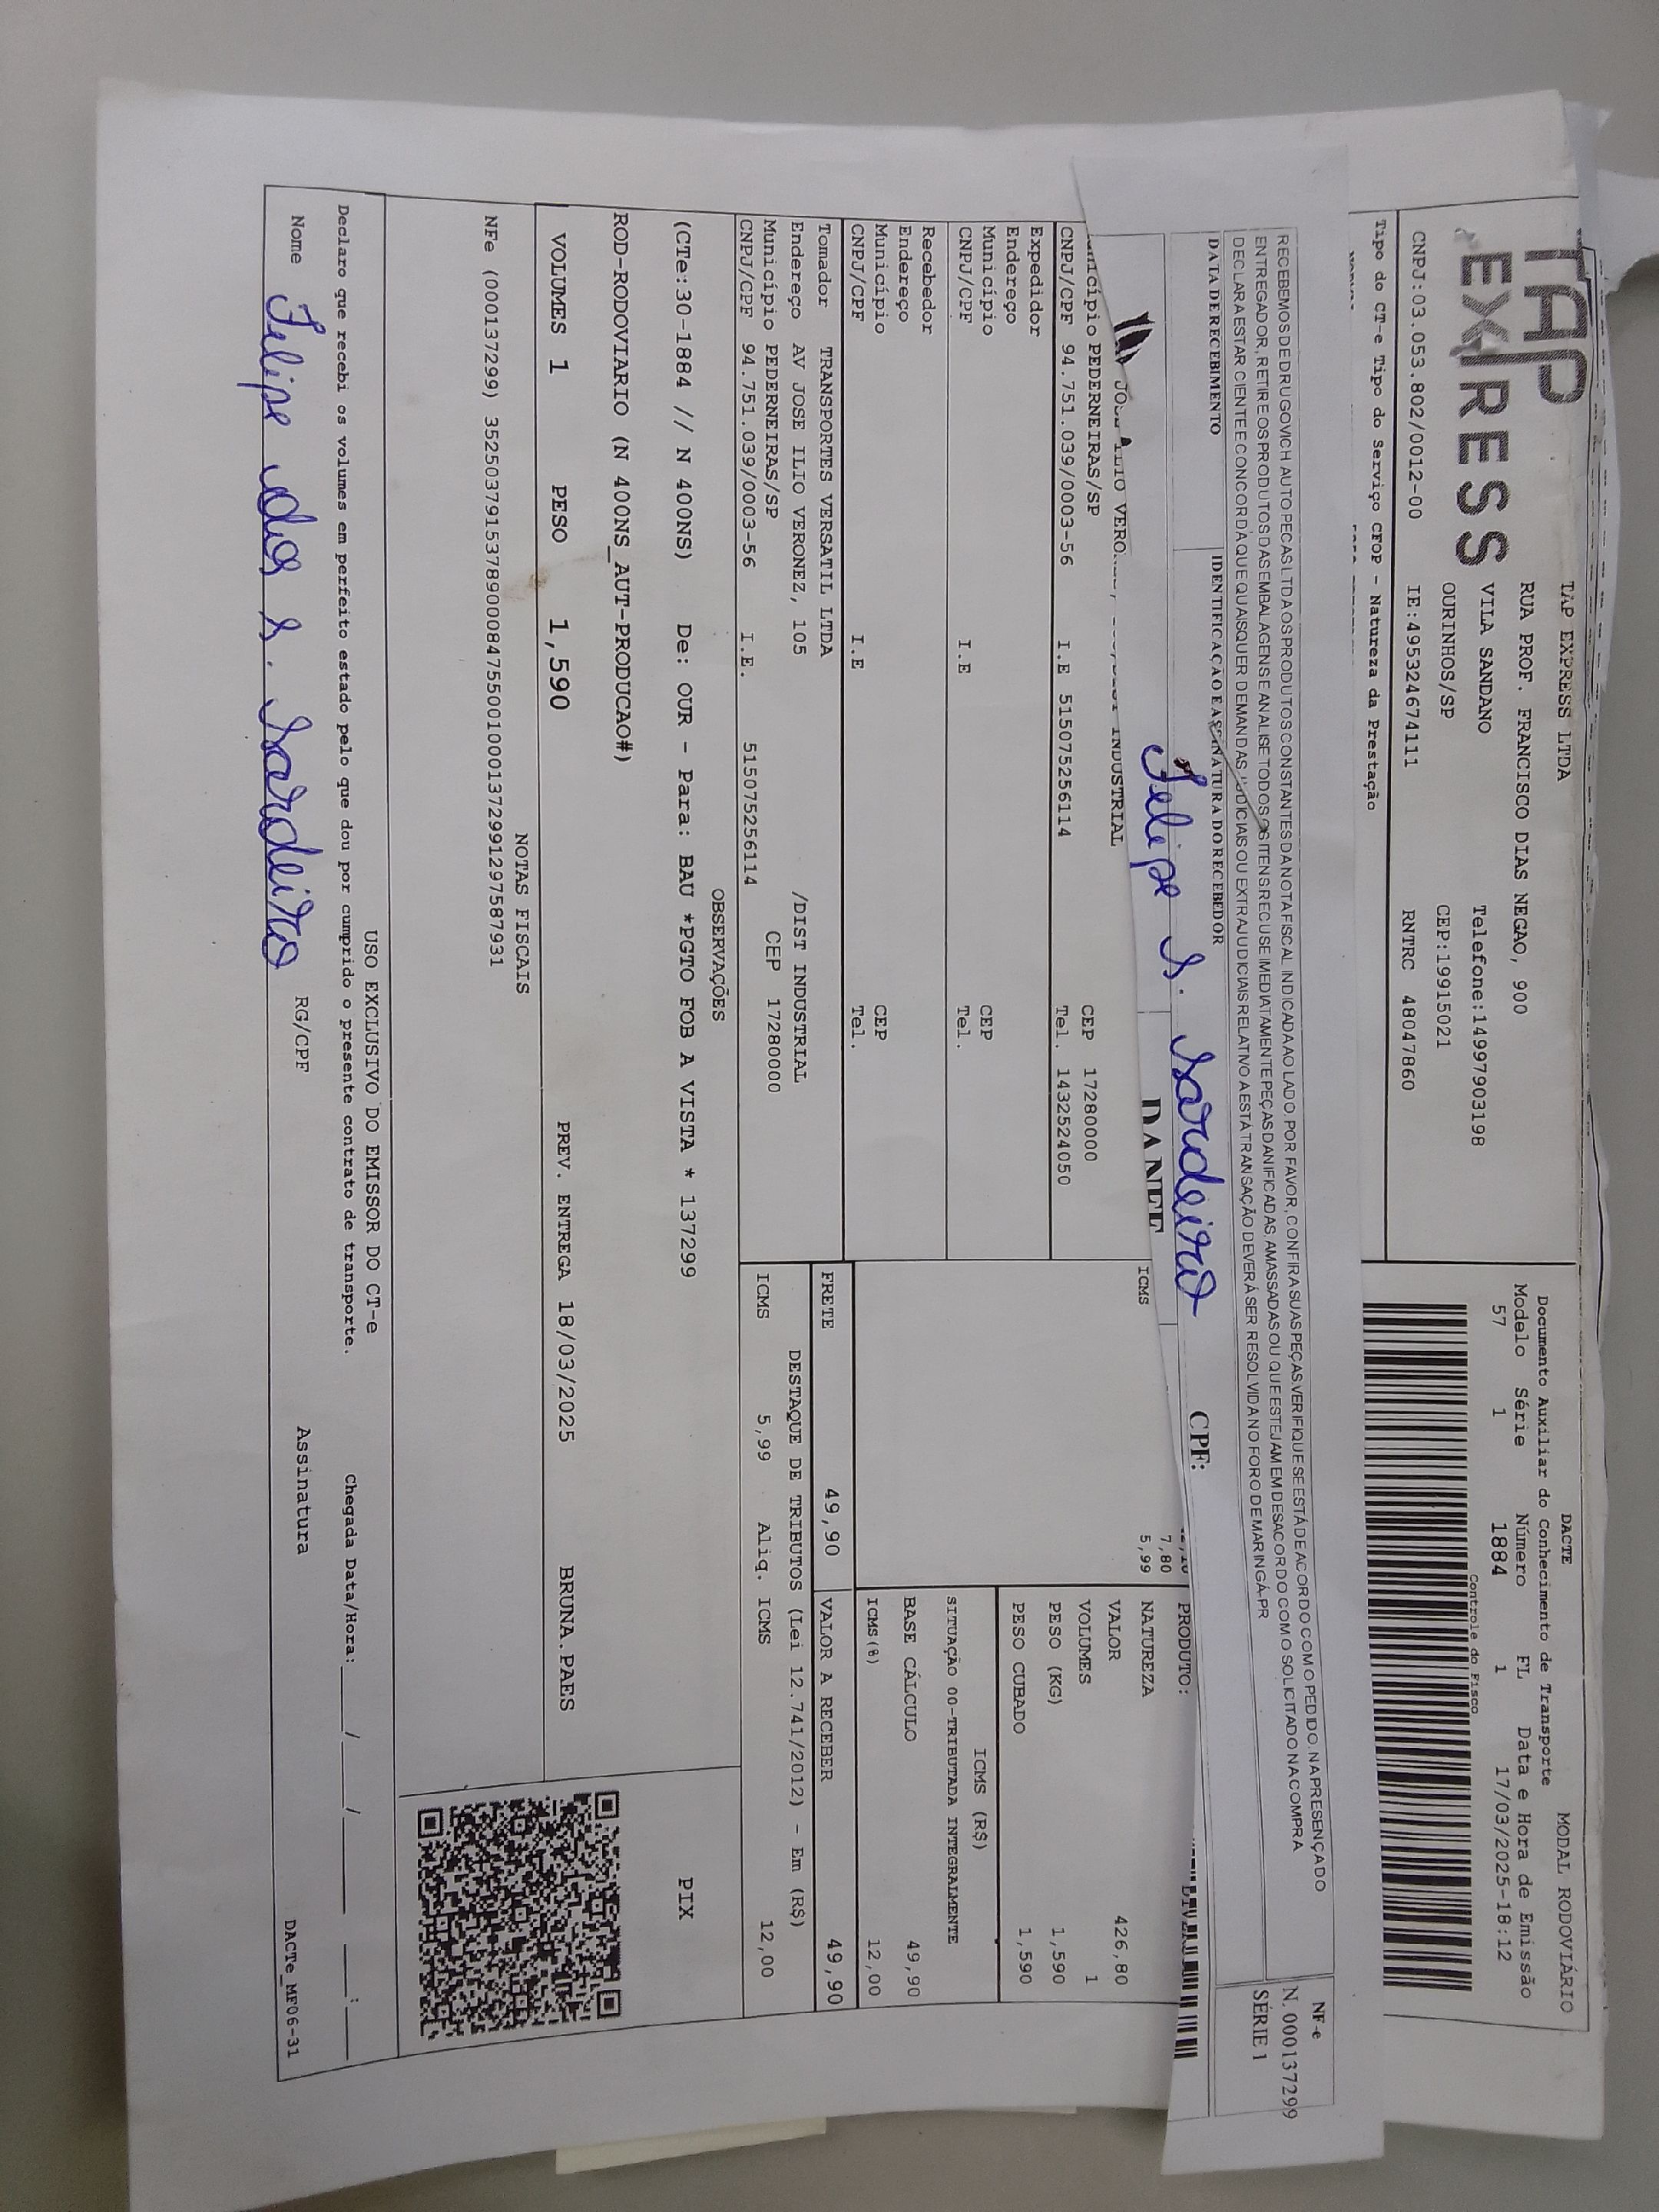 TAP
EXPRESS
TAP EXPRESS LTDA
RUA PROF. FRANCISCO DIAS NEGAO, 900
VILA SANDANO Telefone:14997903198
OURINHOS/SP CEP:19915021
CNPJ:03.053.802/0012-00 IE:495324674111 RNTRC 48047860
DACTE MODAL RODOVIÁRIO
Documento Auxiliar do Conhecimento de Transporte
Modelo Série Número FL Data e Hora de Emissão
57 1 1884 1 17/03/2025-18:12
Controle do Fisco
Tipo do CT-e Tipo do Serviço CFOP - Natureza da Prestação
RECEBEMOS DE DRUGOVICH AUTO PECAS LTDA OS PRODUTOS CONSTANTES DA NOTA FISCAL INDICADA AO LADO. POR FAVOR, CONFIRA SUAS PEÇAS, VERIFIQUE SE ESTÁ DE ACORDO COM O PEDIDO. NA PRESENÇA DO
ENTREGADOR, RETIRE OS PRODUTOS DAS EMBALAGENS E ANALISE TODOS OS ITENS. RECUSE IMEDIATAMENTE PEÇAS DANIFICADAS, AMASSADAS OU QUE ESTEJAM EM DESACORDO COM O SOLICITADO NA COMPRA
DECLARA ESTAR CIENTE E CONCORDA QUE QUAISQUER DEMANDAS JUDICIAIS OU EXTRAJUDICIAIS RELATIVO A ESTÁ TRANSAÇÃO DEVERÁ SER RESOLVIDA NO FORO DE MARINGÁ-PR
NF-e
N. 000137299
SÉRIE 1
DATA DE RECEBIMENTO IDENTIFICAÇÃO E ASSINATURA DO RECEBEDOR
Felipe S. Sardeiro CPF:
DANFE
INDUSTRIAL
Município PEDERNEIRAS/SP CEP 17280000
CNPJ/CPF 94.751.039/0003-56 I.E 515075256114 Tel. 1432524050
7,80
ICMS 5,99
PRODUTO:
NATUREZA
VALOR 426,80
VOLUMES 1
PESO (KG) 1,590
PESO CUBADO 1,590
Expedidor
Endereço
Município CEP
CNPJ/CPF I.E Tel.
Recebedor
Endereço
Município CEP
CNPJ/CPF I.E Tel.
ICMS (R$)
SITUAÇÃO 00-TRIBUTADA INTEGRALMENTE
BASE CÁLCULO 49,90
ICMS(%) 12,00
Tomador TRANSPORTES VERSATIL LTDA
Endereço AV JOSE ILIO VERONEZ, 105 /DIST INDUSTRIAL
Município PEDERNEIRAS/SP CEP 17280000
CNPJ/CPF 94.751.039/0003-56 I.E. 515075256114
FRETE 49,90 VALOR A RECEBER 49,90
DESTAQUE DE TRIBUTOS (Lei 12.741/2012) - Em (R$)
ICMS 5,99 Aliq. ICMS 12,00
OBSERVAÇÕES
(CTe:30-1884 // N 400NS) De: OUR - Para: BAU *PGTO FOB A VISTA * 137299
PIX
ROD-RODOVIARIO (N 400NS_AUT-PRODUCAO#)
VOLUMES 1 PESO 1,590 PREV. ENTREGA 18/03/2025 BRUNA.PAES
NOTAS FISCAIS
NFe (000137299) 35250379153789000847550010001372991297587931
USO EXCLUSIVO DO EMISSOR DO CT-e
Declaro que recebi os volumes em perfeito estado pelo que dou por cumprido o presente contrato de transporte. Chegada Data/Hora:____/____/______ ____:____
Nome Felipe dos S. Sardeiro RG/CPF Assinatura DACTe_MF06-31